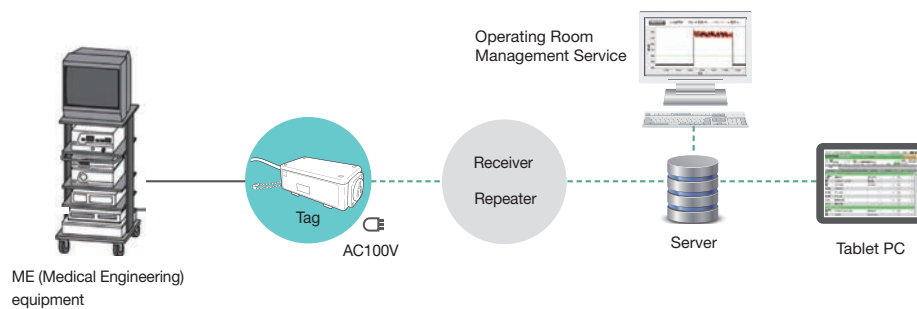 Operating Room
Management Service
Receiver
Repeater
Tag
AC100V
Server
Tablet PC
ME (Medical Engineering)
equipment